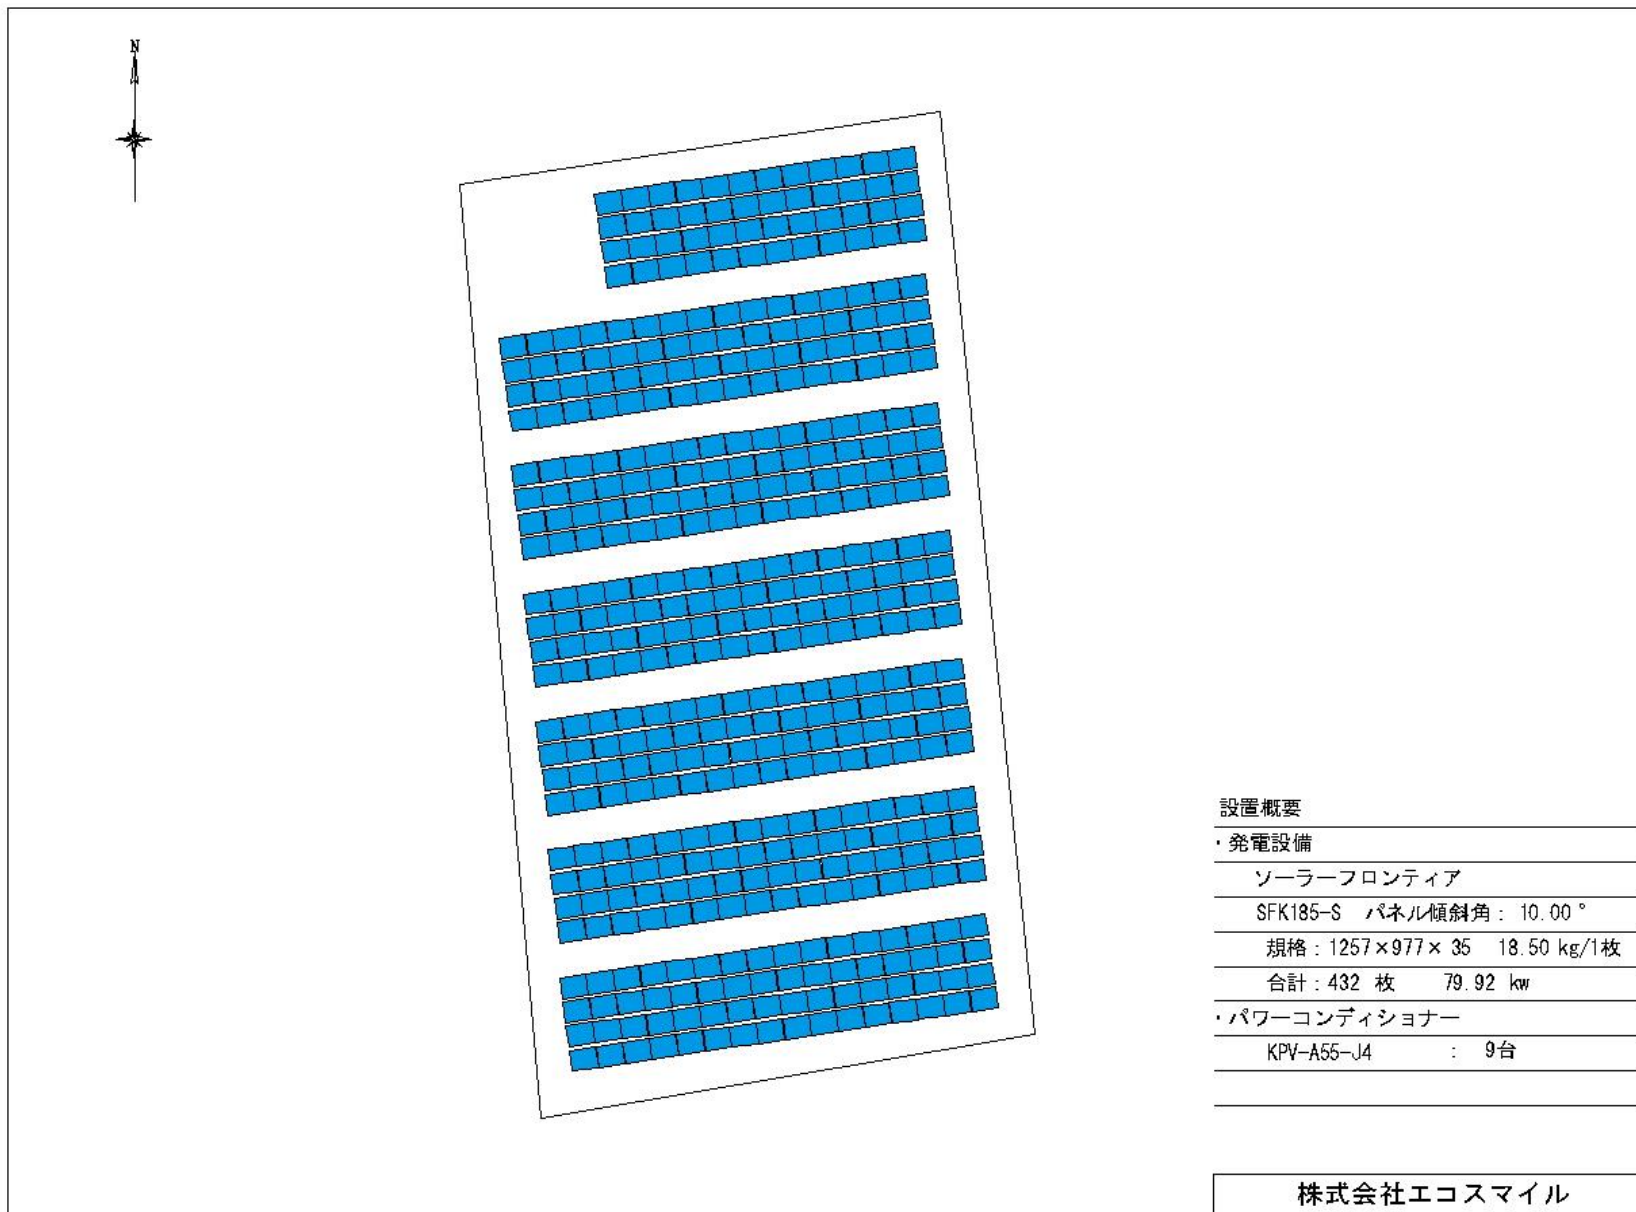 N
設置概要
・発電設備
ソーラーフロンティア
SFK185-S パネル傾斜角： 10.00°
規格：1257×977× 35 18.50 kg/1枚
合計：432 枚 79.92 kw
・パワーコンディショナー
KPV-A55-J4 ： 9台
株式会社エコスマイル